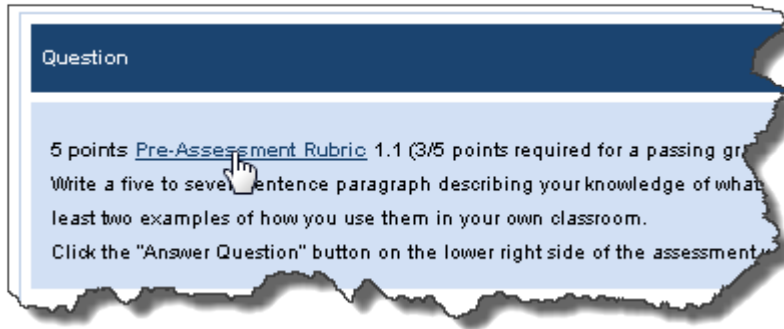 Question
5 points Pre-Assessment Rubric 1.1 (3/5 points required for a passing
Write a five to seven sentence paragraph describing your knowledge of what
least two examples of how you use them in your own classroom.
Click the "Answer Question" button on the lower right side of the assessment